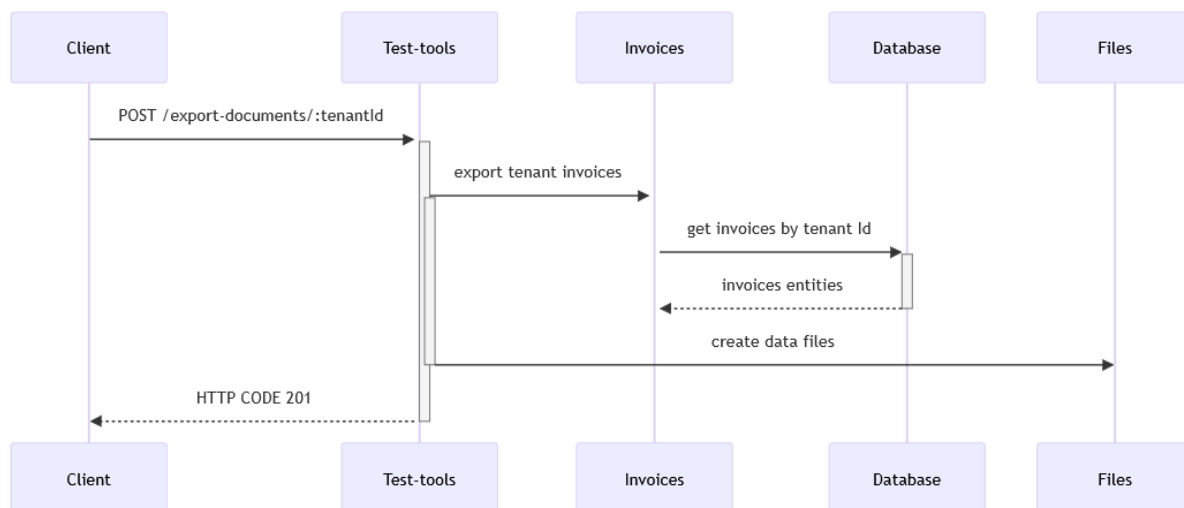 Client
Test-tools
Invoices
Database
Files
POST /export-documents/:tenantId
export tenant invoices
get invoices by tenant Id
invoices entities
create data files
HTTP CODE 201
Client
Test-tools
Invoices
Database
Files